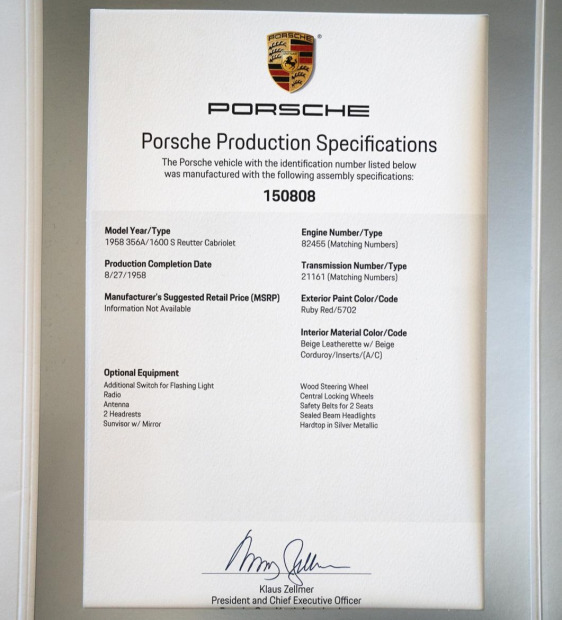 PORSCHE
PORSCHE
Porsche Production Specifications
The Porsche vehicle with the identification number listed below
was manufactured with the following assembly specifications:
150808
Model Year/Type
1958 356A/1600 S Reutter Cabriolet
Production Completion Date
8/27/1958
Manufacturer's Suggested Retail Price (MSRP)
Information Not Available
Engine Number/Type
82455 (Matching Numbers)
Transmission Number/Type
21161 (Matching Numbers)
Exterior Paint Color/Code
Ruby Red/5702
Interior Material Color/Code
Beige Leatherette w/ Beige
Corduroy/Inserts/(A/C)
Optional Equipment
Additional Switch for Flashing Light
Radio
Antenna
2 Headrests
Sunvisor w/ Mirror
Wood Steering Wheel
Central Locking Wheels
Safety Belts for 2 Seats
Sealed Beam Headlights
Hardtop in Silver Metallic
Klaus Zellmer
President and Chief Executive Officer